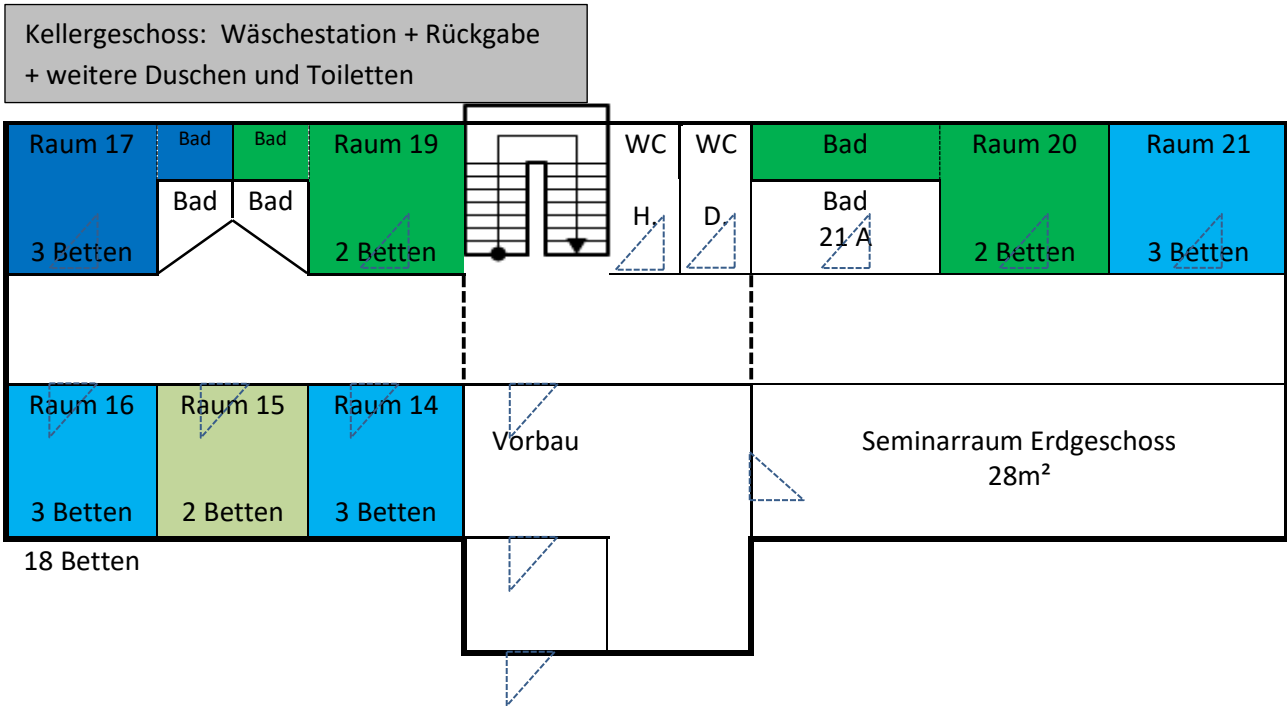 Kellergeschoss: Wäschestation + Rückgabe
+ weitere Duschen und Toiletten
Raum 17
Bad
Bad
Raum 19
WC
WC
Bad
Raum 20
Raum 21
Bad
Bad
H.
D.
Bad
21 A
3 Betten
2 Betten
2 Betten
3 Betten
Raum 16
Raum 15
Raum 14
Vorbau
Seminarraum Erdgeschoss
28m²
3 Betten
2 Betten
3 Betten
18 Betten